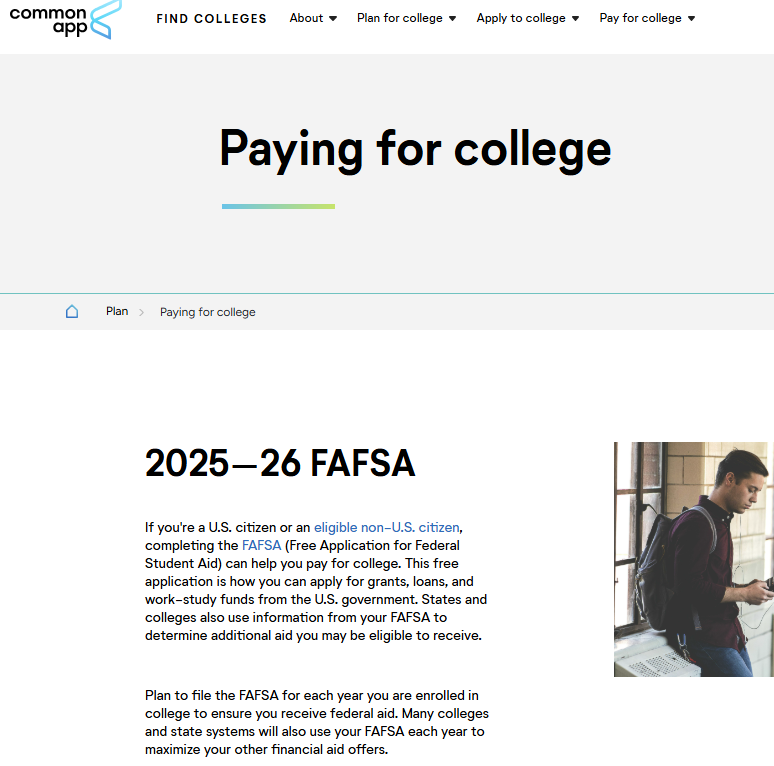 common
app
FIND COLLEGES About Plan for college Apply to college Pay for college
Paying for college
Plan Paying for college
2025—26 FAFSA
If you're a U.S. citizen or an eligible non-U.S. citizen,
completing the FAFSA (Free Application for Federal
Student Aid) can help you pay for college. This free
application is how you can apply for grants, loans, and
work-study funds from the U.S. government. States and
colleges also use information from your FAFSA to
determine additional aid you may be eligible to receive.
Plan to file the FAFSA for each year you are enrolled in
college to ensure you receive federal aid. Many colleges
and state systems will also use your FAFSA each year to
maximize your other financial aid offers.